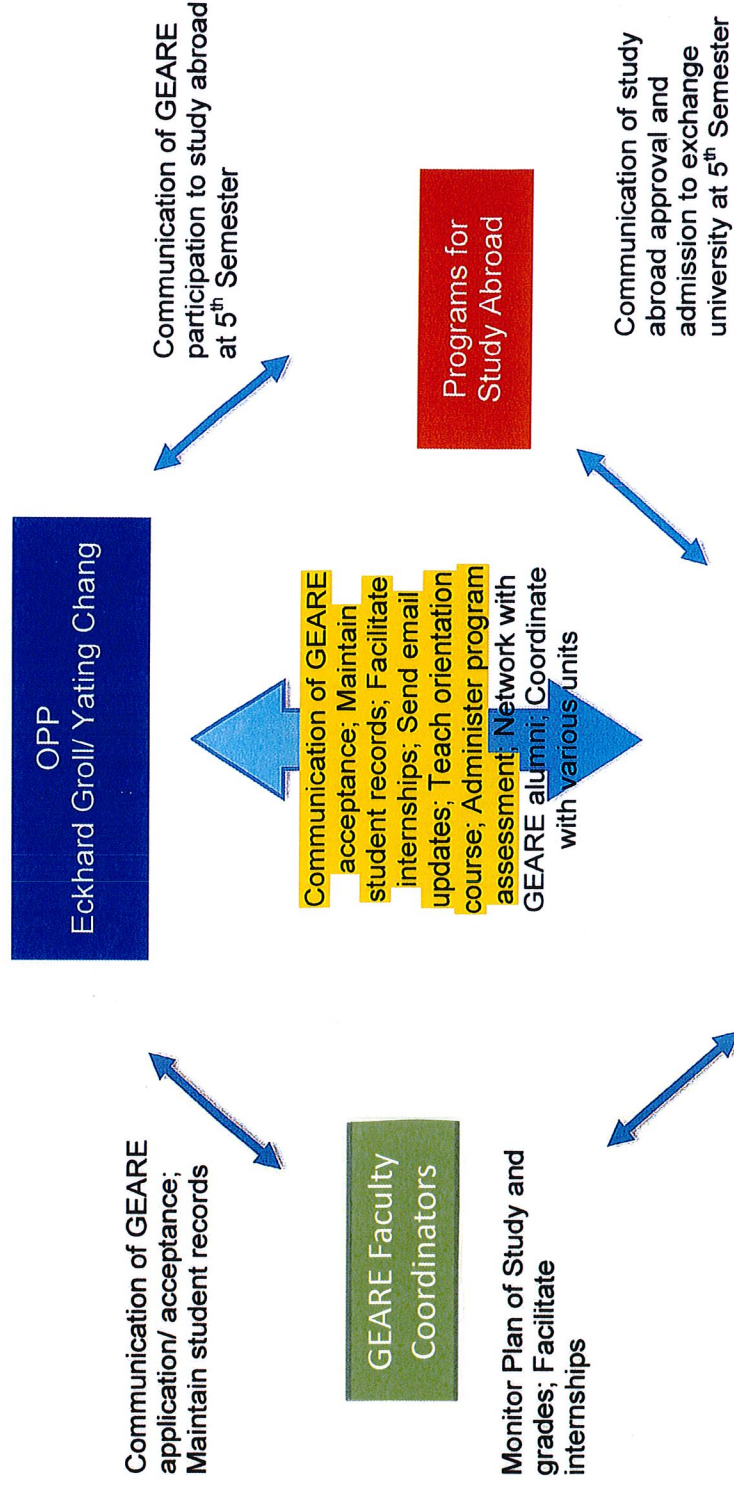 OPP
Eckhard Groll/ Yating Chang
Communication of GEARE
participation to study abroad
at 5th Semester
Communication of GEARE
application/ acceptance;
Maintain student records
GEARE Faculty
Coordinators
Communication of GEARE
acceptance; Maintain
student records; Facilitate
internships; Send email
updates; Teach orientation
course; Administer program
assessment; Network with
GEARE alumni; Coordinate
with various units
Programs for
Study Abroad
Monitor Plan of Study and
grades; Facilitate
internships
Communication of study
abroad approval and
admission to exchange
university at 5th Semester